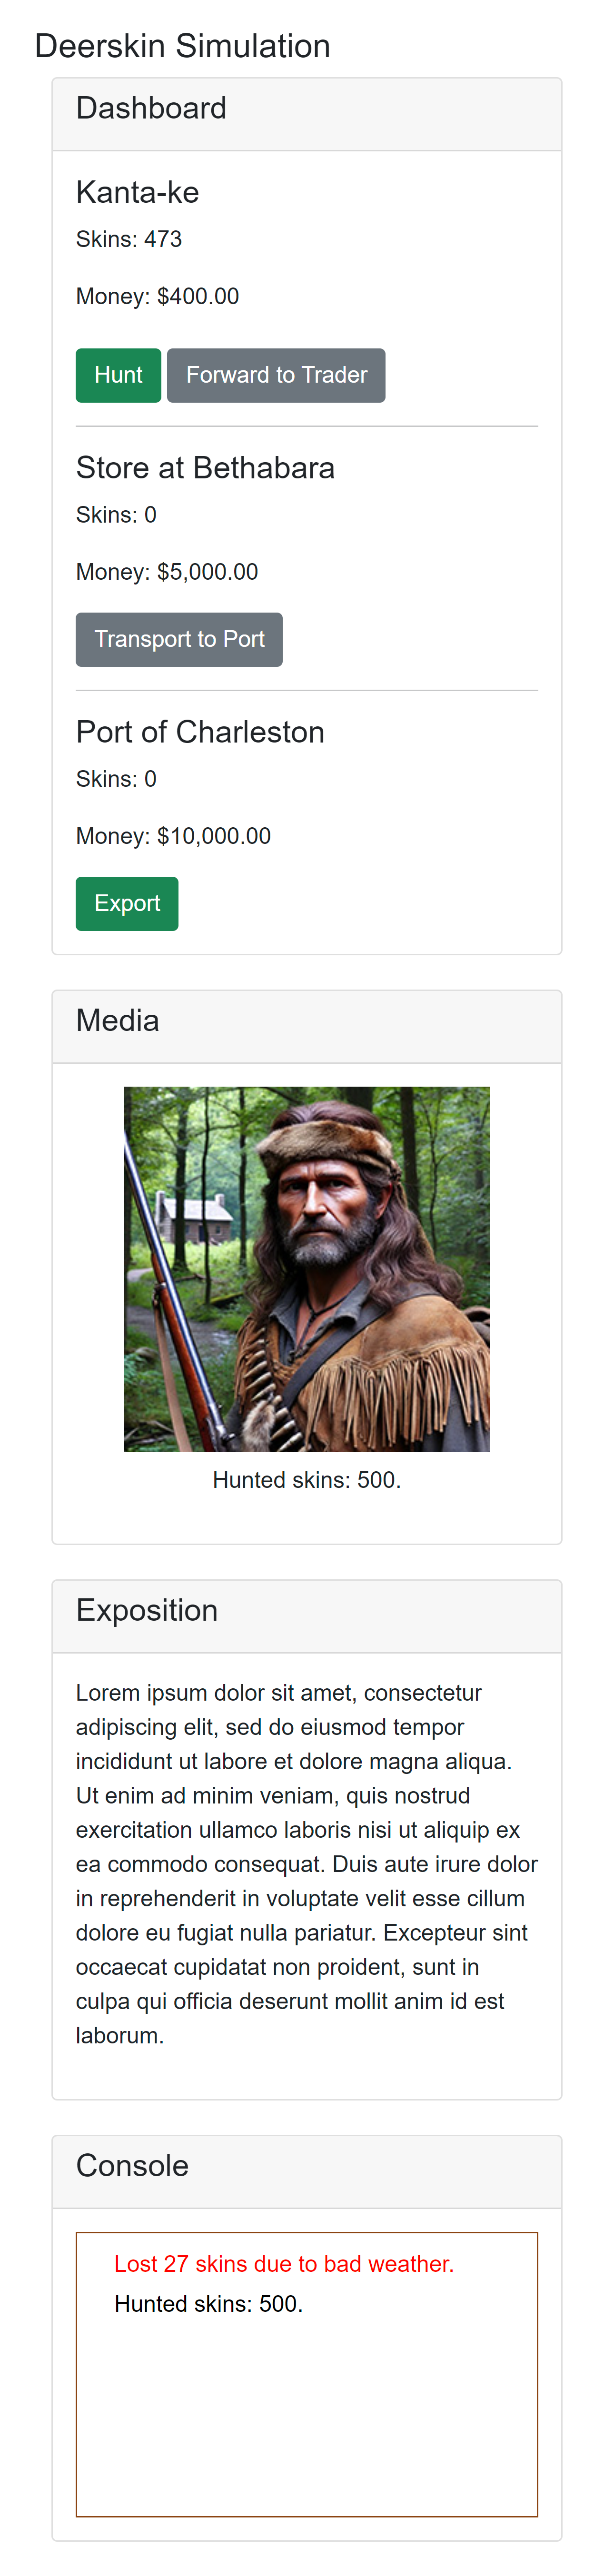 Deerskin Simulation
Dashboard
Kanta-ke
Skins: 473
Money: $400.00
Hunt
Forward to Trader
Store at Bethabara
Skins: 0
Money: $5,000.00
Transport to Port
Port of Charleston
Skins: 0
Money: $10,000.00
Export
Media
Hunted skins: 500.
Exposition
Lorem ipsum dolor sit amet, consectetur
adipiscing elit, sed do eiusmod tempor
incididunt ut labore et dolore magna aliqua.
Ut enim ad minim veniam, quis nostrud
exercitation ullamco laboris nisi ut aliquip ex
ea commodo consequat. Duis aute irure dolor
in reprehenderit in voluptate velit esse cillum
dolore eu fugiat nulla pariatur. Excepteur sint
occaecat cupidatat non proident, sunt in
culpa qui officia deserunt mollit anim id est
laborum.
Console
Lost 27 skins due to bad weather.
Hunted skins: 500.